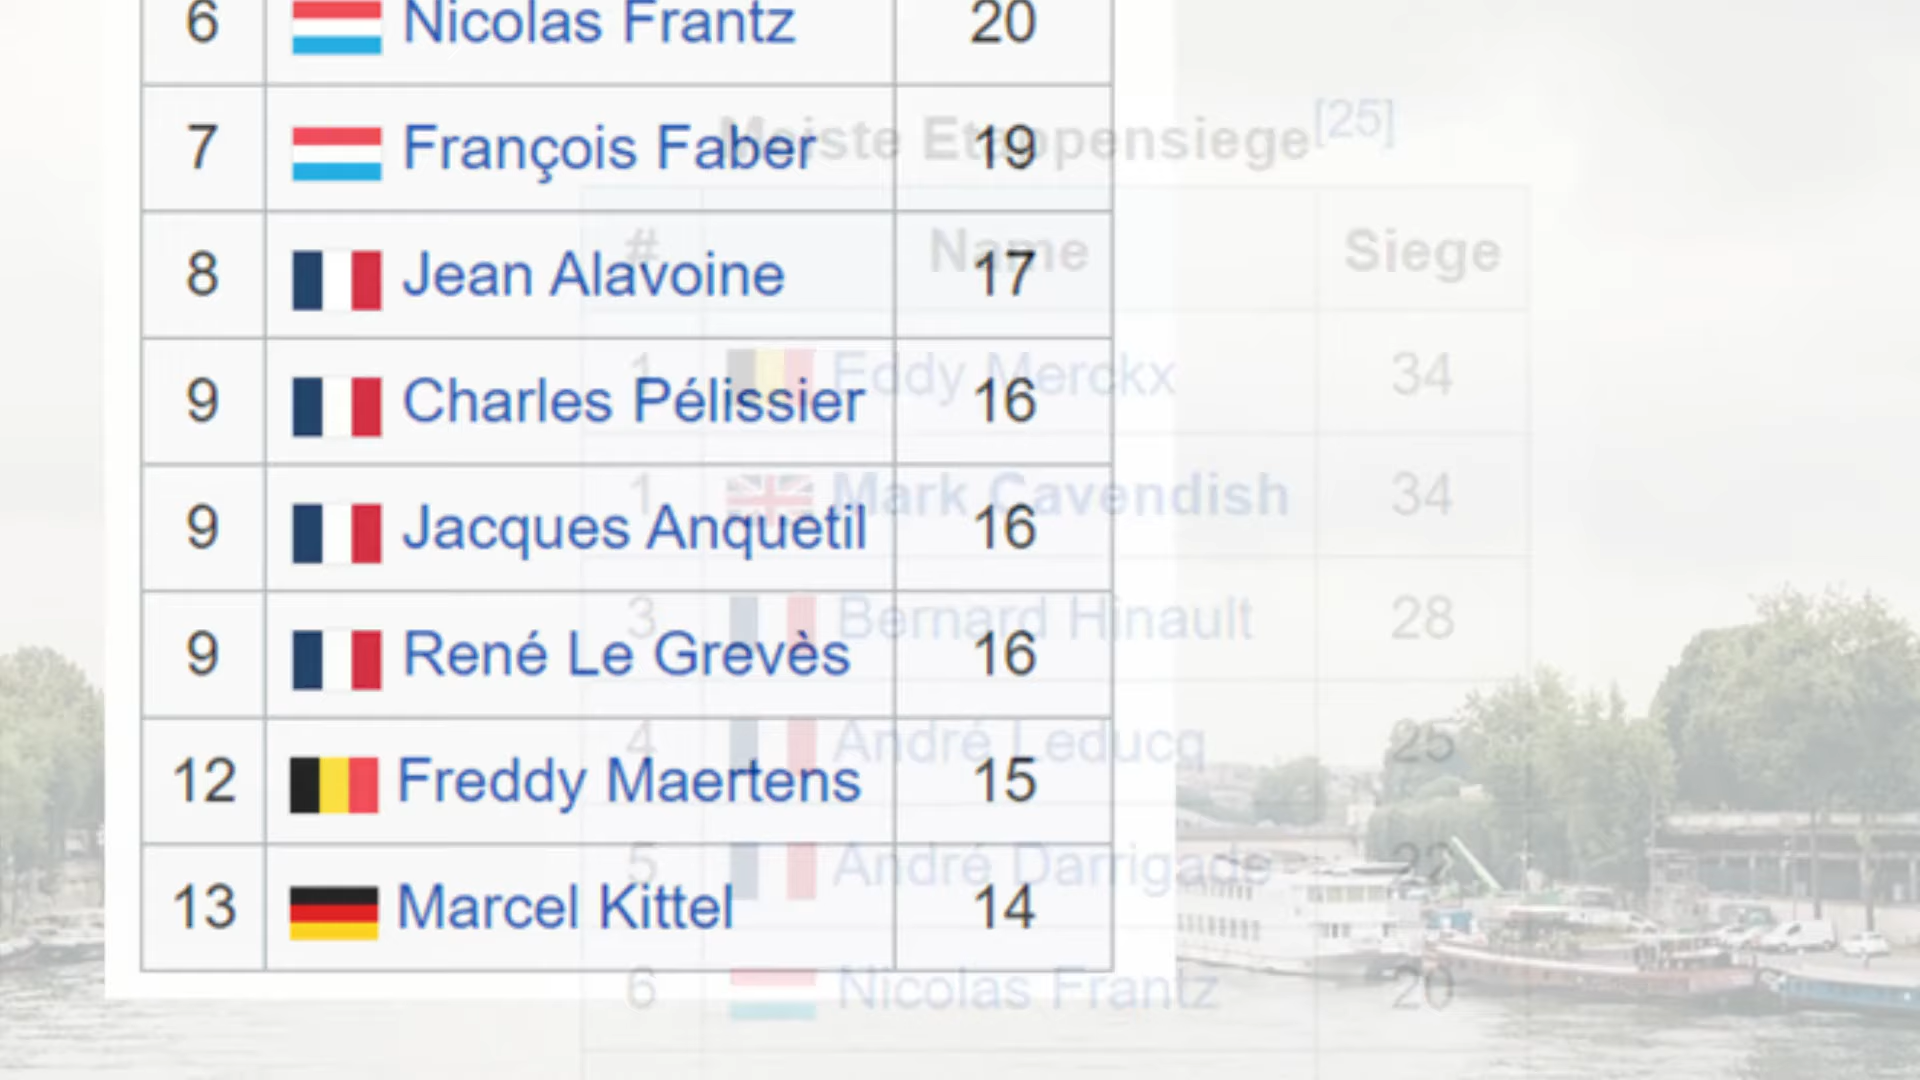 6 Nicolas Frantz 20
7 François Faber 19
8 Jean Alavoine 17
9 Charles Pélissier 16
9 Jacques Anquetil 16
9 René Le Grevès 16
12 Freddy Maertens 15
13 Marcel Kittel 14
Meiste Etappensiege[25]
# Name Siege
1 Eddy Merckx 34
1 Mark Cavendish 34
3 Bernard Hinault 28
4 André Leducq 25
5 André Darrigade 22
6 Nicolas Frantz 20